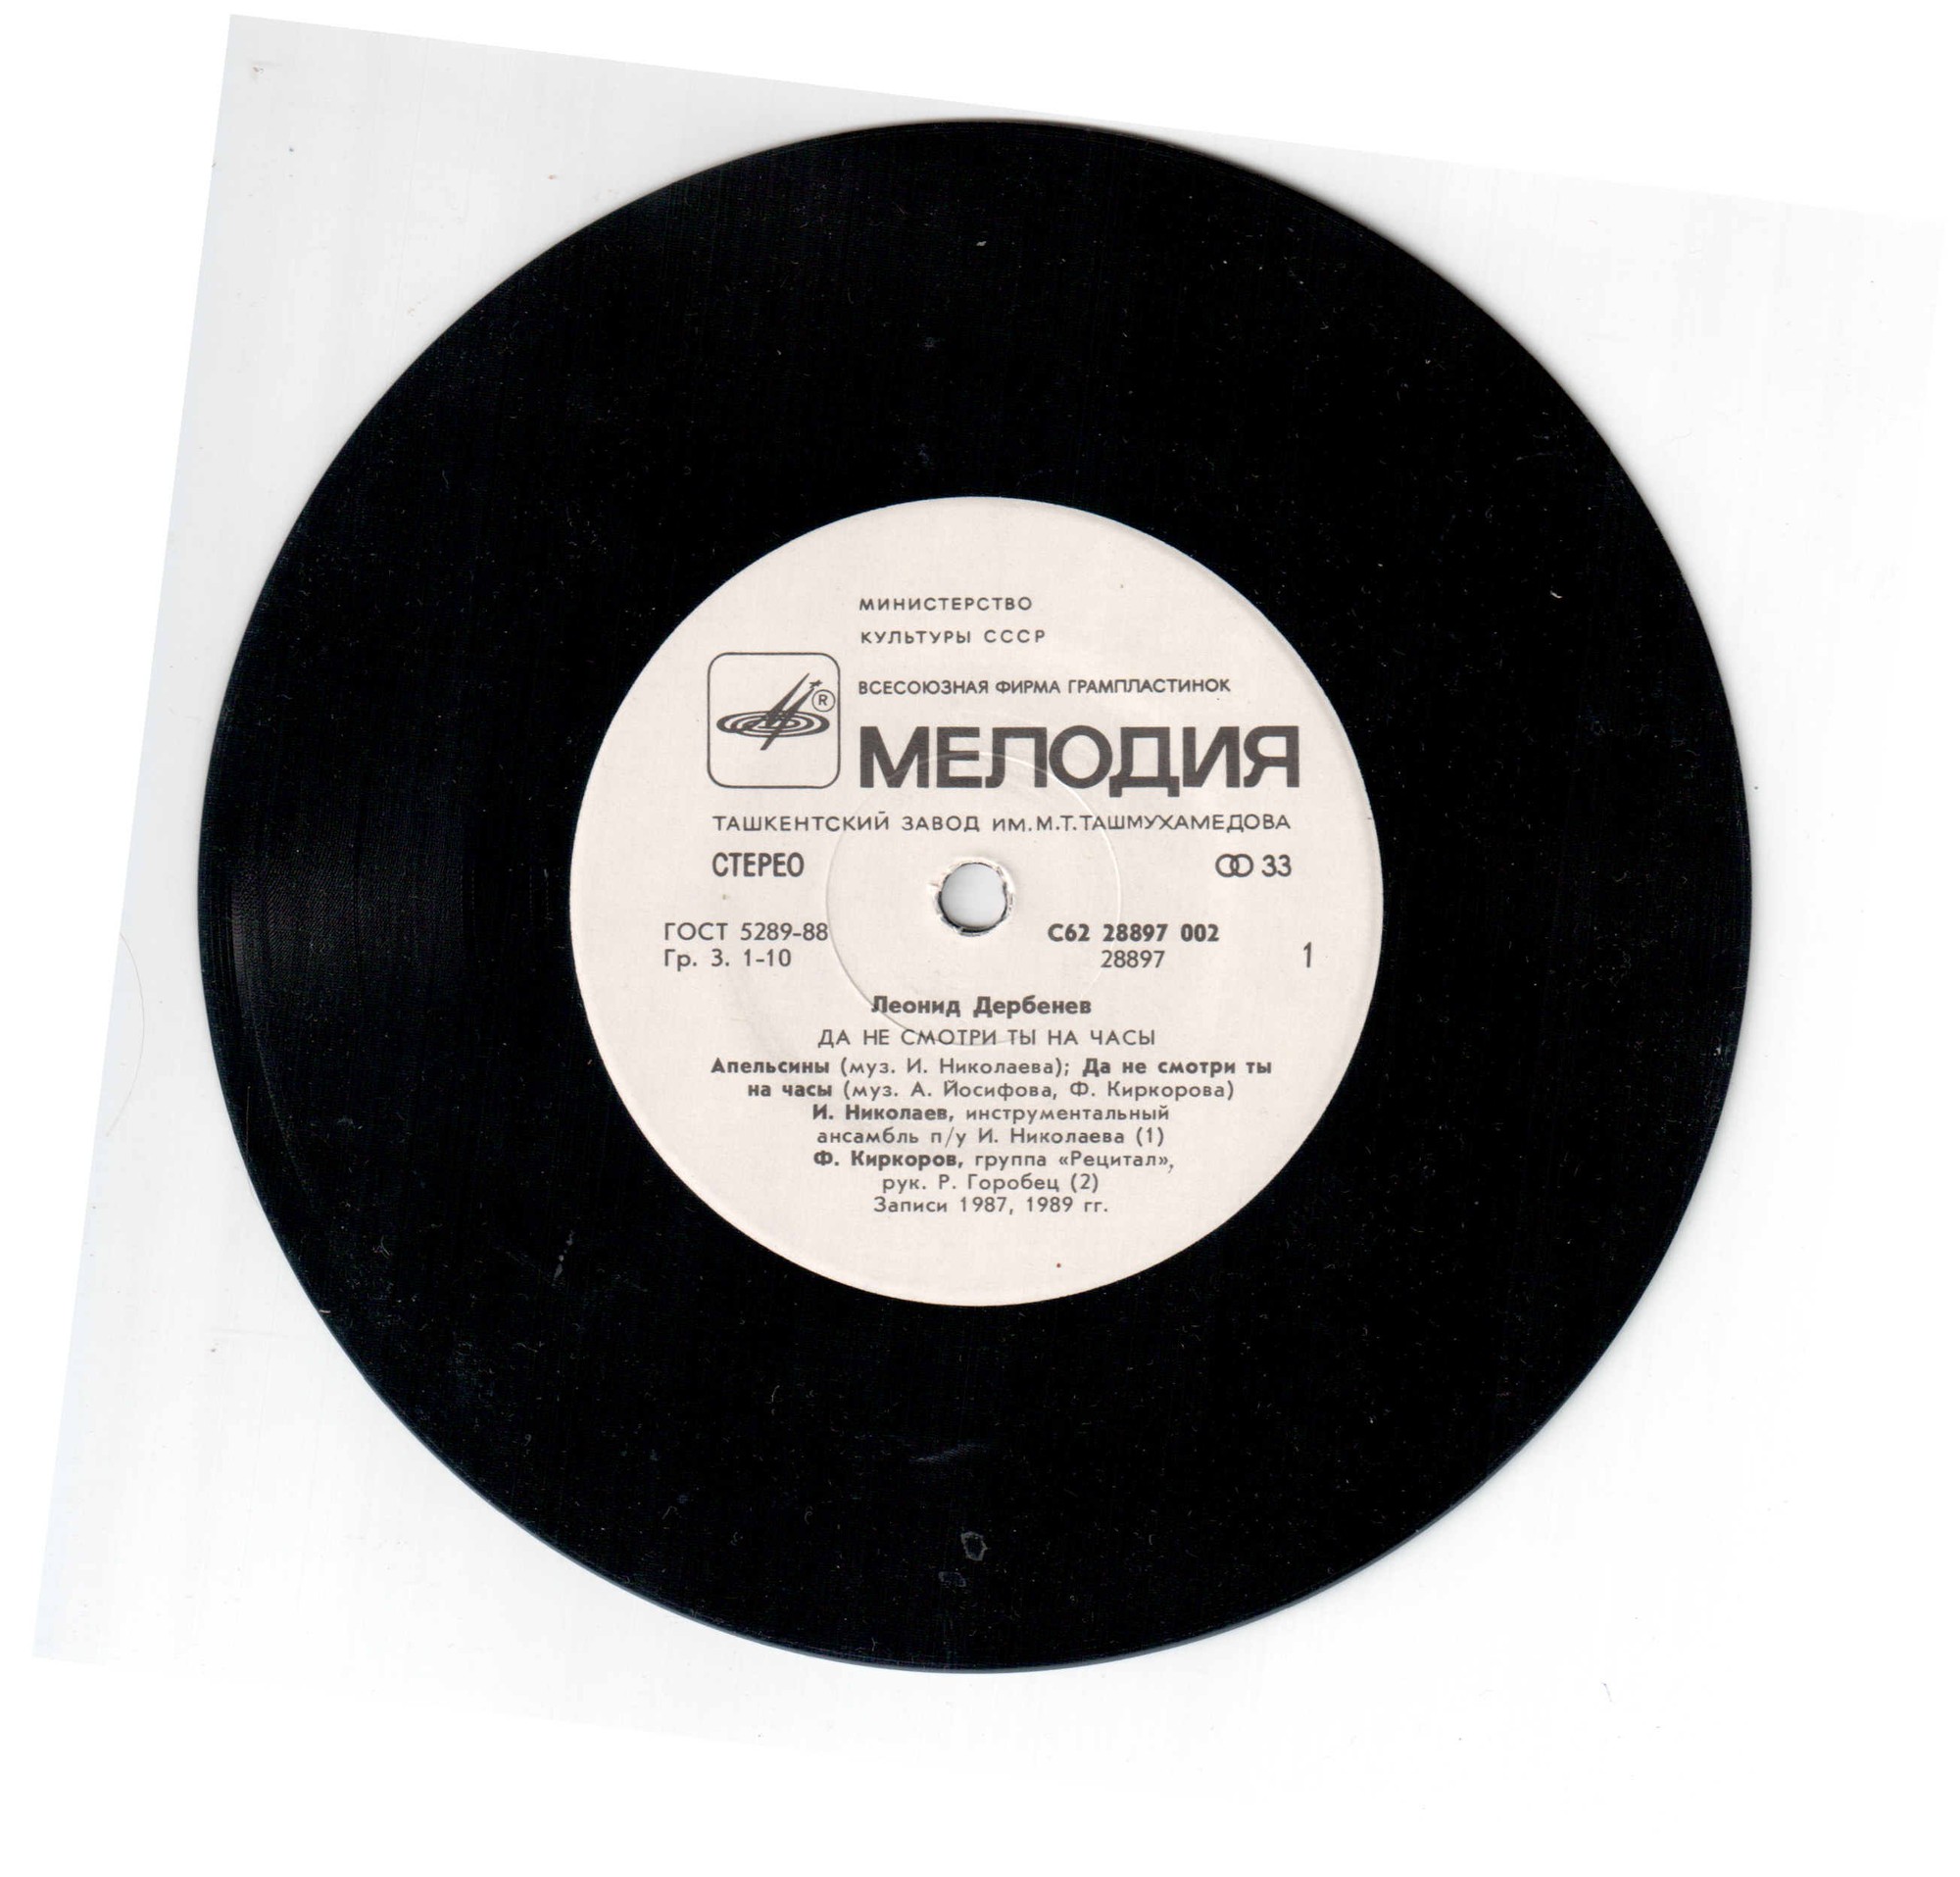 МИНИСТЕРСТВО
КУЛЬТУРЫ СССР
ВСЕСОЮЗНАЯ ФИРМА ГРАМПЛАСТИНОК
®
МЕЛОДИЯ
ТАШКЕНТСКИЙ ЗАВОД ИМ.М.Т.ТАШМУХАМЕДОВА
СТЕРЕО 33
ГОСТ 5289-88 С62 28897 002
Гр. 3. 1-10 28897 1
Леонид Дербенев
ДА НЕ СМОТРИ ТЫ НА ЧАСЫ
Апельсины (муз. И. Николаева); Да не смотри ты
на часы (муз. А. Йосифова, Ф. Киркорова)
И. Николаев, инструментальный
ансамбль п/у И. Николаева (1)
Ф. Киркоров, группа «Рецитал»,
рук. Р. Горобец (2)
Записи 1987, 1989 гг.